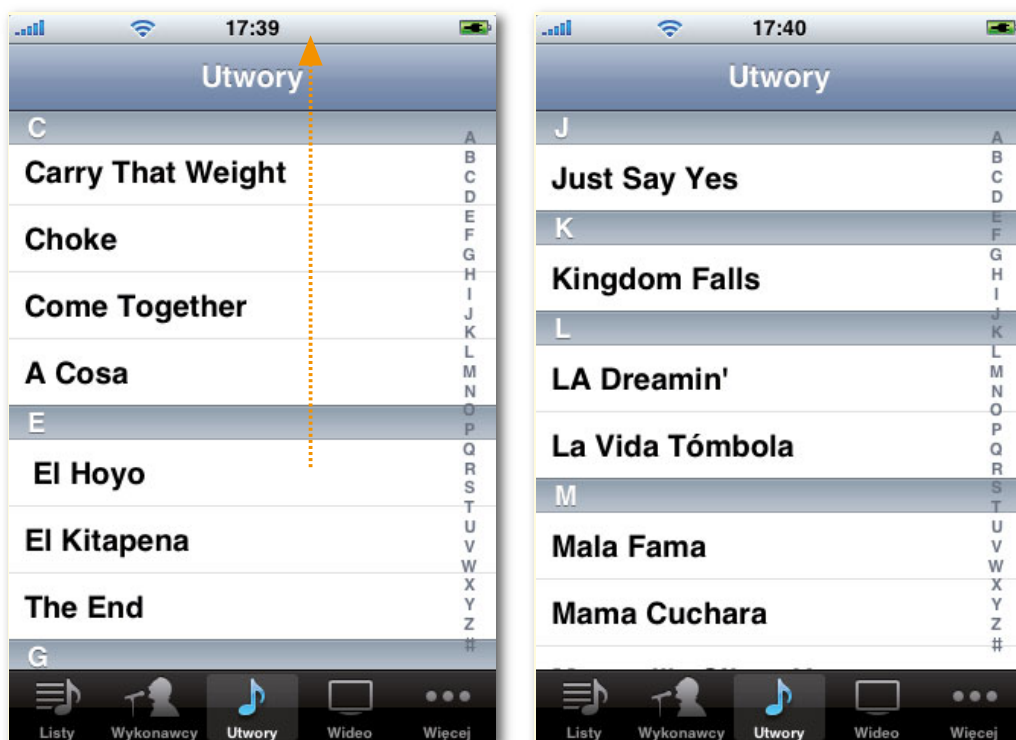 17:39
Utwory
C
Carry That Weight
Choke
Come Together
A Cosa
E
El Hoyo
El Kitapena
The End
G
A
B
C
D
E
F
G
H
I
J
K
L
M
N
O
P
Q
R
S
T
U
V
W
X
Y
Z
#
Listy Wykonawcy Utwory Wideo Więcej
17:40
Utwory
J
Just Say Yes
K
Kingdom Falls
L
LA Dreamin'
La Vida Tómbola
M
Mala Fama
Mama Cuchara
A
B
C
D
E
F
G
H
I
J
K
L
M
N
O
P
Q
R
S
T
U
V
W
X
Y
Z
#
Listy Wykonawcy Utwory Wideo Więcej